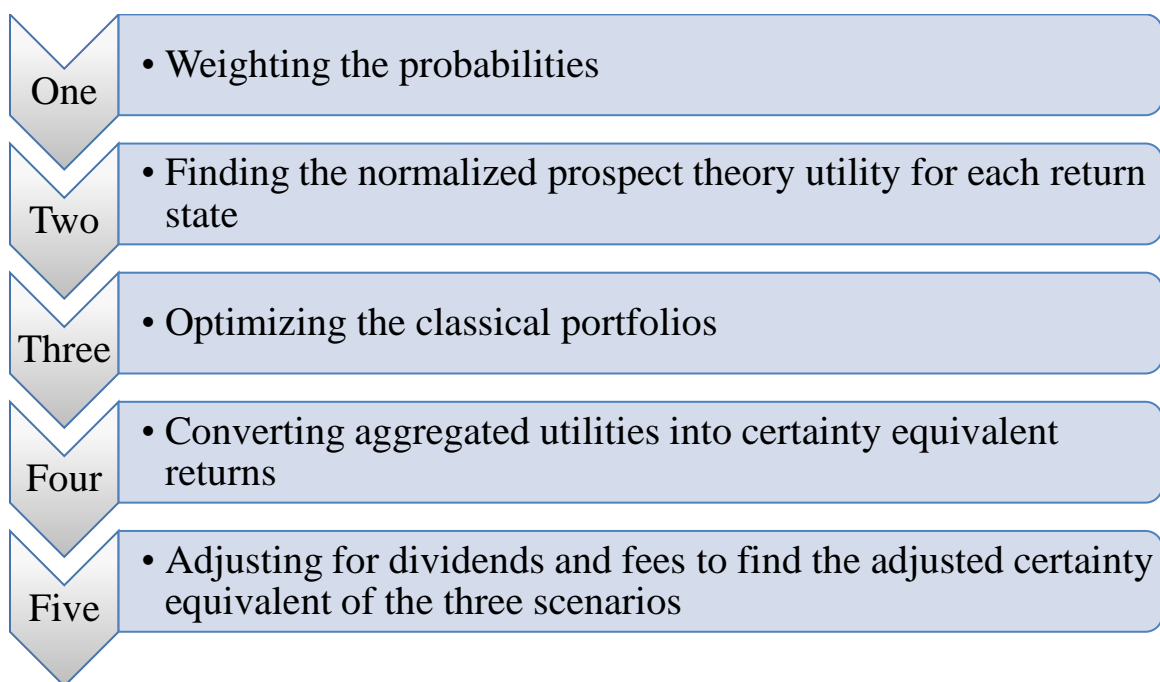 One
• Weighting the probabilities
Two
• Finding the normalized prospect theory utility for each return
state
Three
• Optimizing the classical portfolios
Four
• Converting aggregated utilities into certainty equivalent
returns
Five
• Adjusting for dividends and fees to find the adjusted certainty
equivalent of the three scenarios